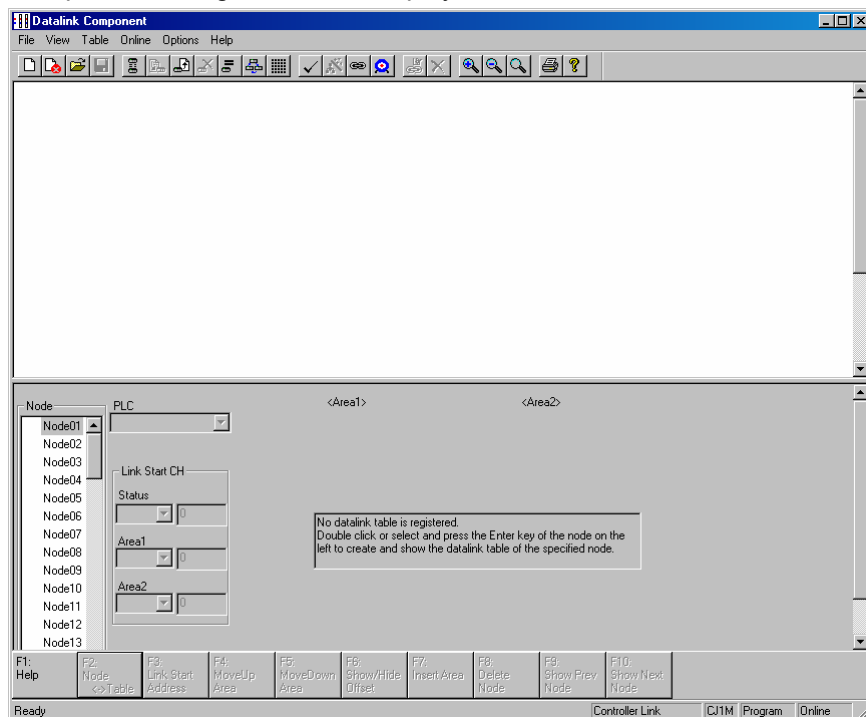 Datalink Component
File View Table Online Options Help
<Area1> <Area2>
Node PLC
Node01
Node02
Node03
Node04
Node05
Node06
Node07
Node08
Node09
Node10
Node11
Node12
Node13
Link Start CH
Status
0
Area1
0
Area2
0
No datalink table is registered.
Double click or select and press the Enter key of the node on the
left to create and show the datalink table of the specified node.
F1:
Help
F2:
Node
<->Table
F3:
Link Start
Address
F4:
MoveUp
Area
F5:
MoveDown
Area
F6:
Show/Hide
Offset
F7:
Insert Area
F8:
Delete
Node
F9:
Show Prev
Node
F10:
Show Next
Node
Ready Controller Link CJ1M Program Online